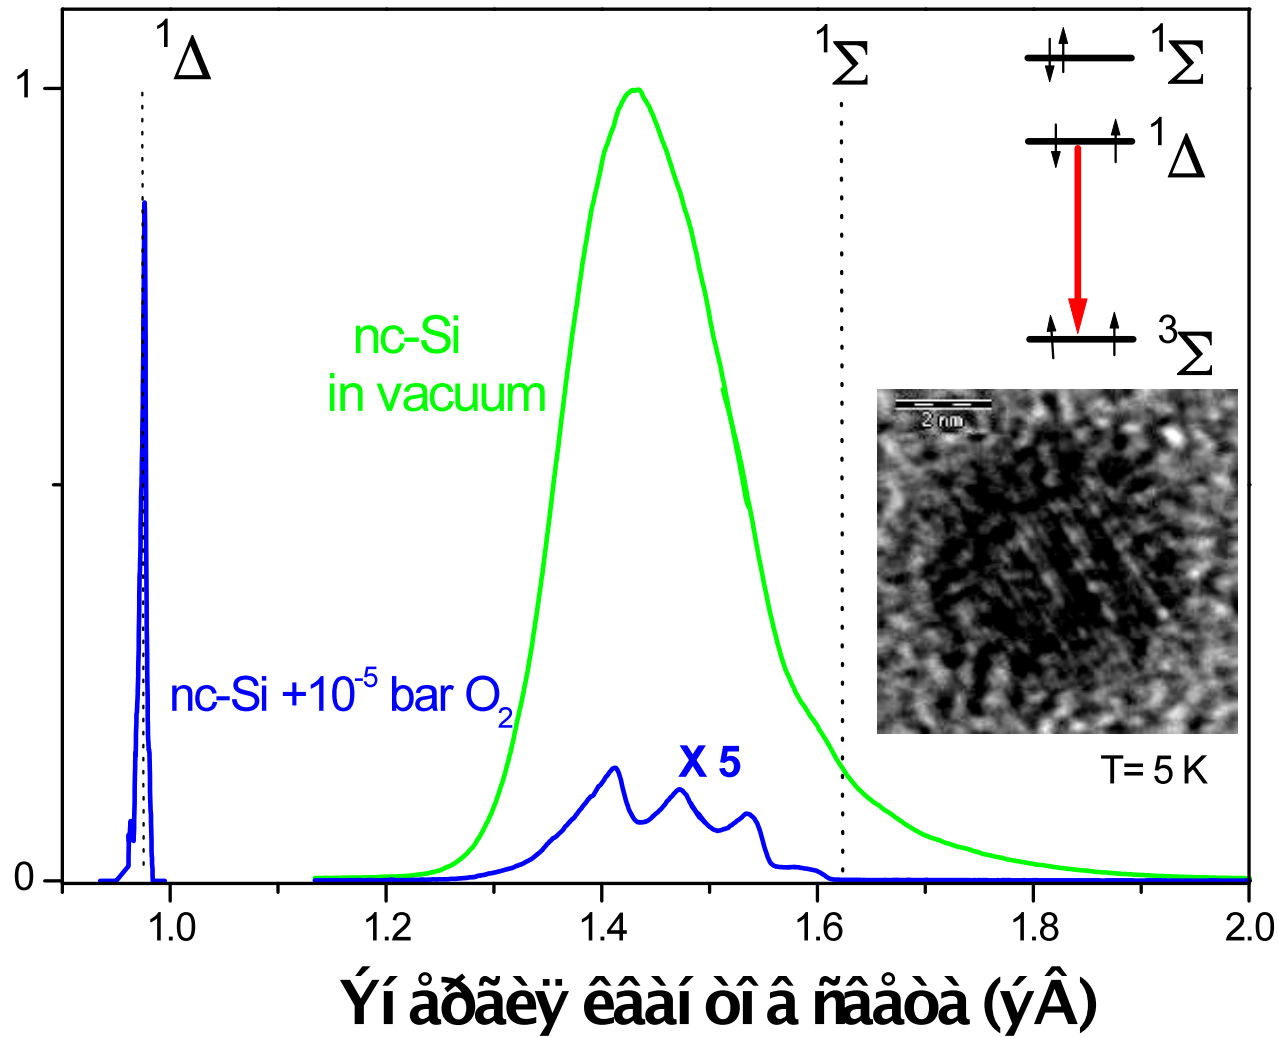 ¹Δ
¹Σ
¹Σ
¹Δ
³Σ
1
nc-Si
in vacuum
2 nm
nc-Si +10⁻⁵ bar O₂
X 5
T= 5 K
0
1.0 1.2 1.4 1.6 1.8 2.0
Ýí åðãèÿ êâàí òî â ñâåòà (ýÂ)